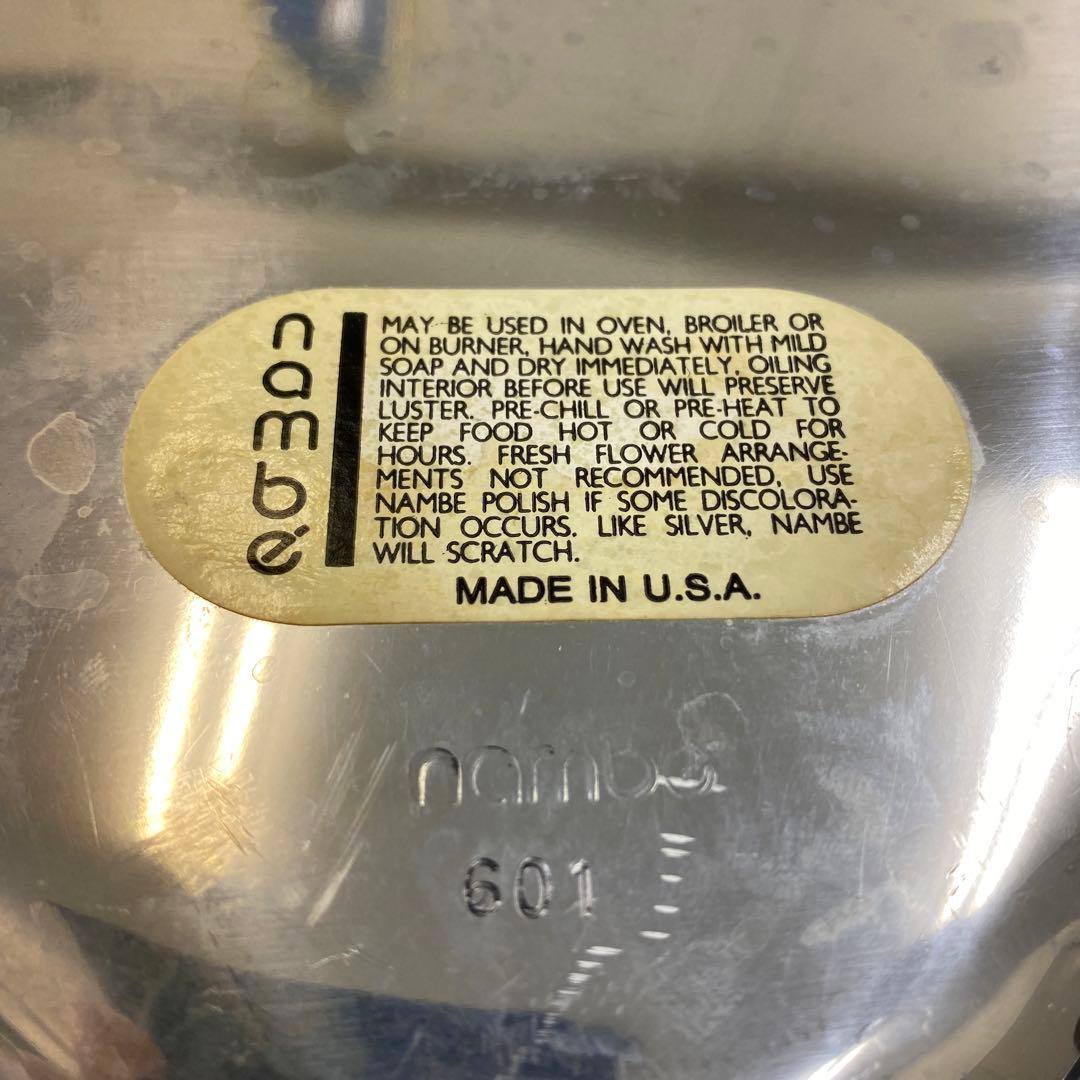 nambé
MAY BE USED IN OVEN, BROILER OR
ON BURNER, HAND WASH WITH MILD
SOAP AND DRY IMMEDIATELY, OILING
INTERIOR BEFORE USE WILL PRESERVE
LUSTER. PRE-CHILL OR PRE-HEAT TO
KEEP FOOD HOT OR COLD FOR
HOURS. FRESH FLOWER ARRANGE-
MENTS NOT RECOMMENDED, USE
NAMBE POLISH IF SOME DISCOLORA-
TION OCCURS. LIKE SILVER, NAMBE
WILL SCRATCH.
MADE IN U.S.A.
nambé
601